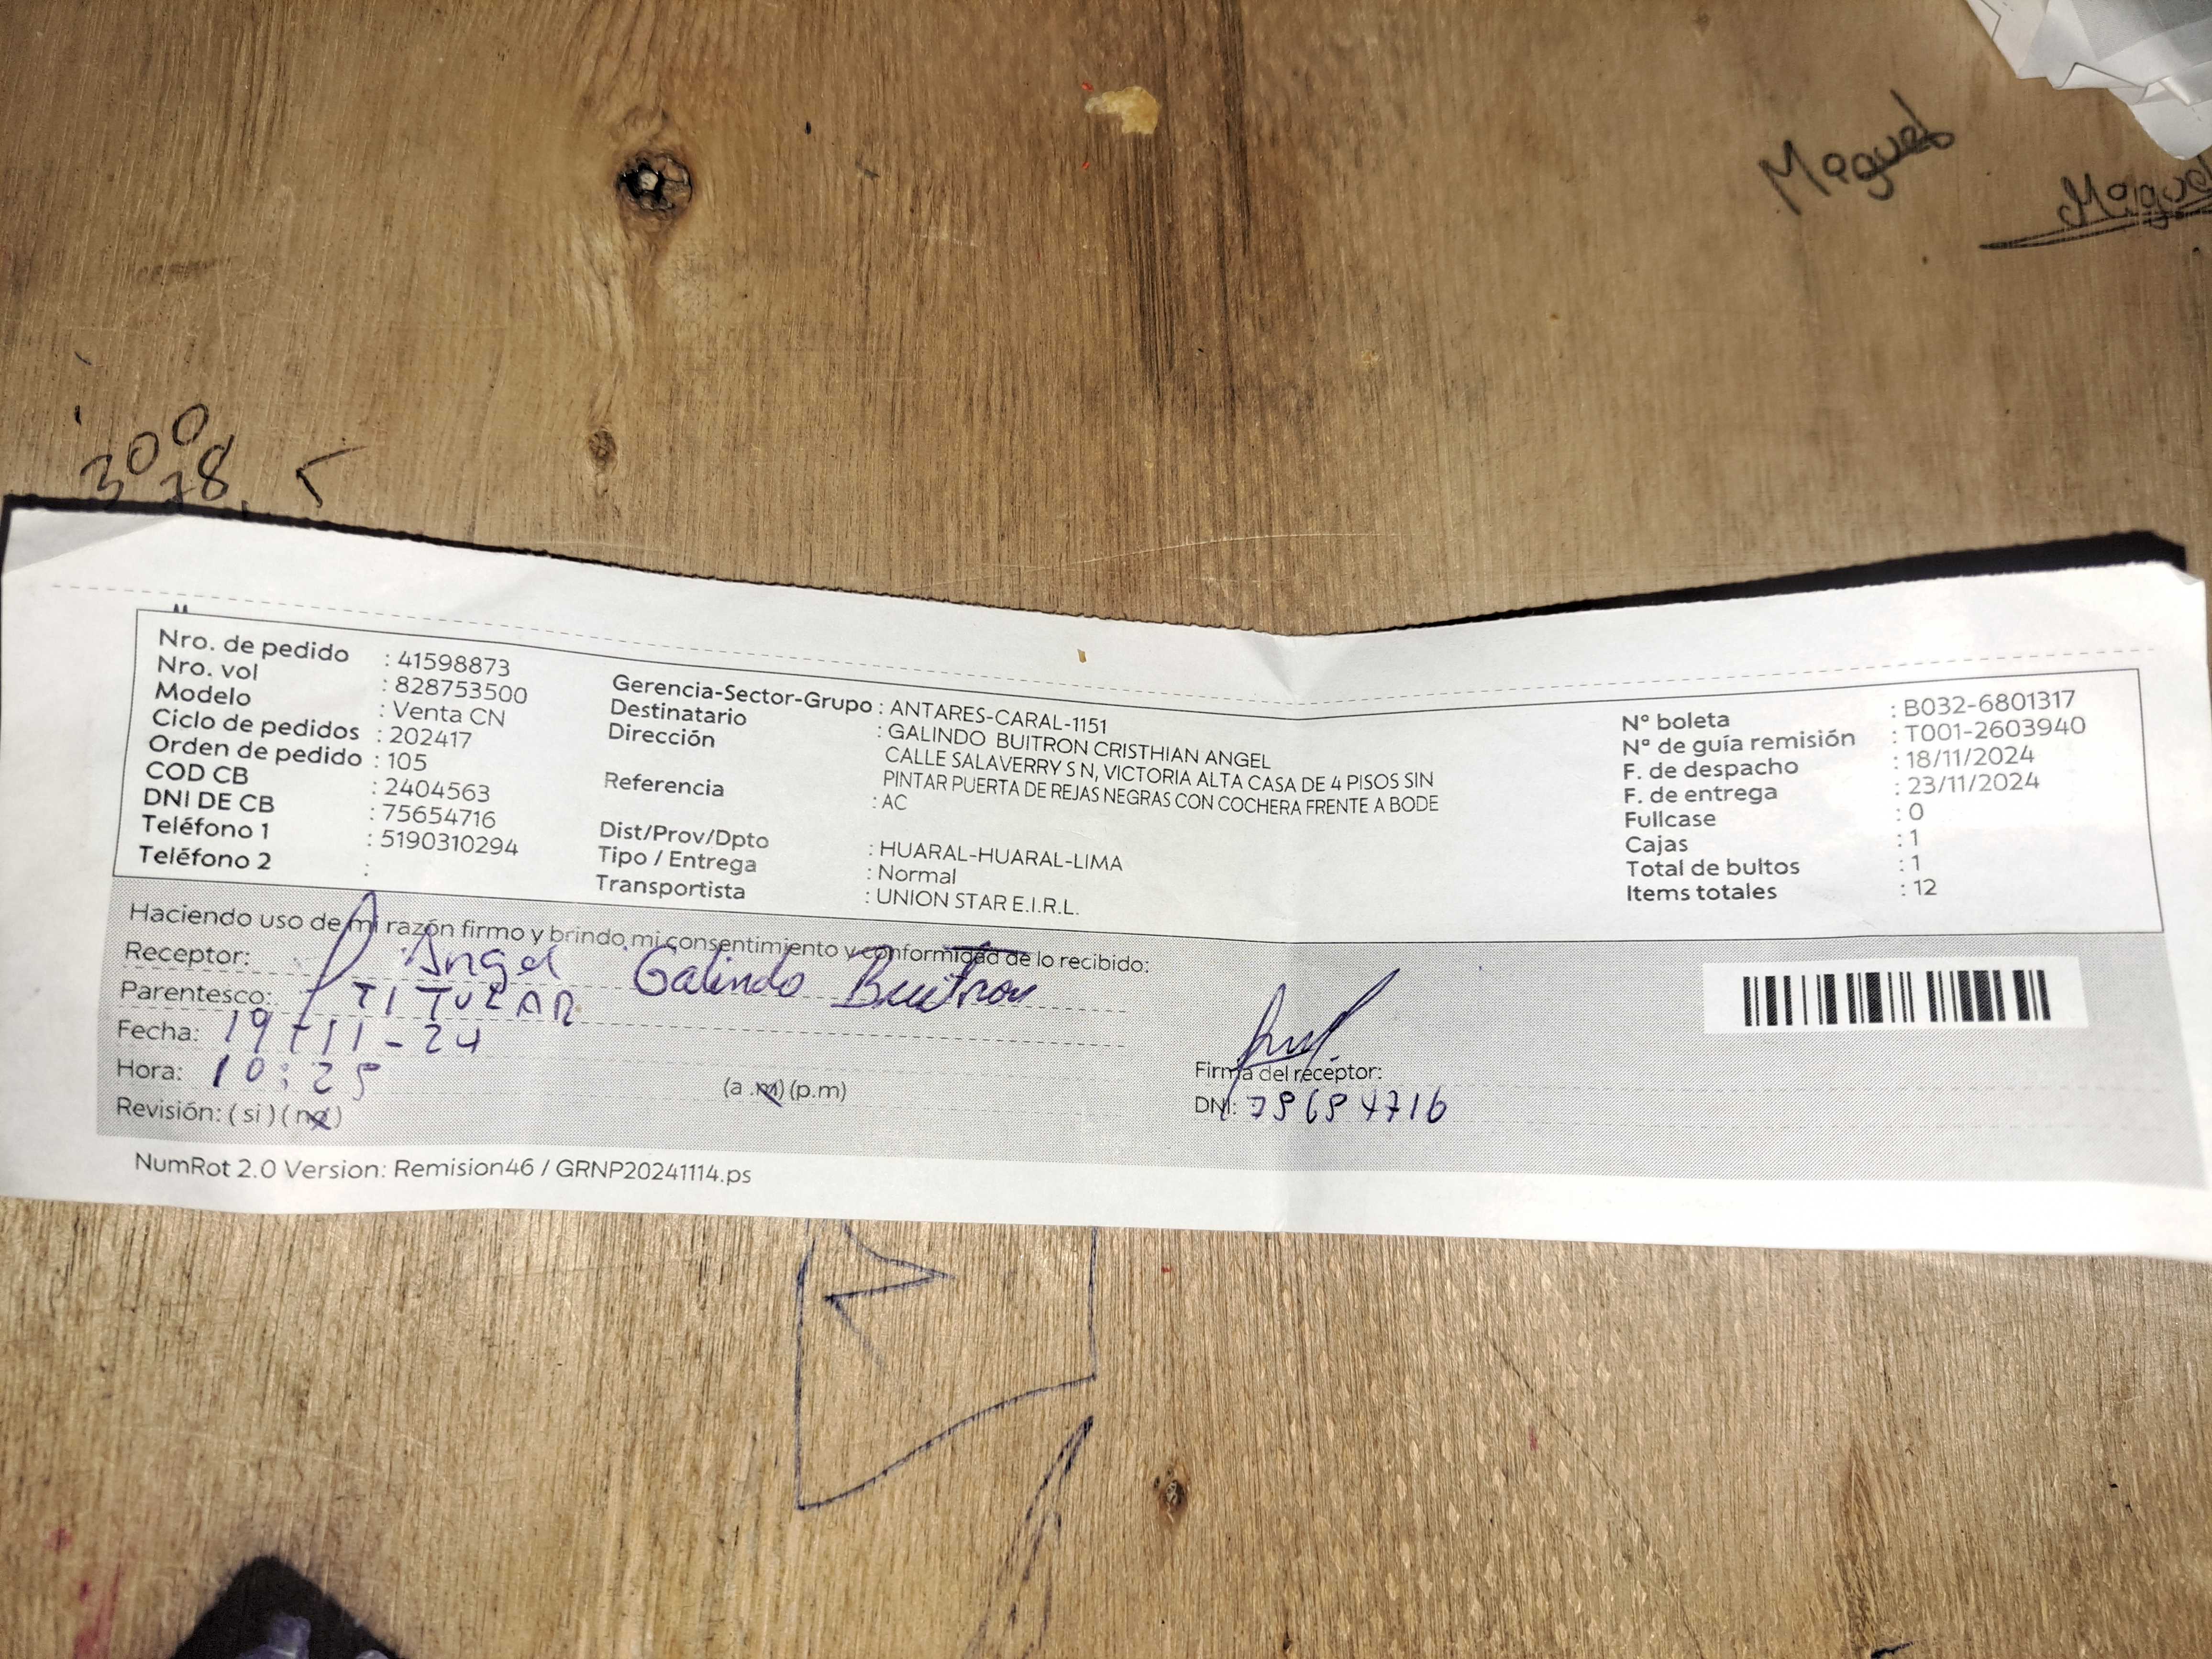 Maguel
Maguel
300
78.5
Nro. de pedido : 41598873
Nro. vol : 828753500
Modelo : Venta CN
Ciclo de pedidos : 202417
Orden de pedido : 105
COD CB : 2404563
DNI DE CB : 75654716
Teléfono 1 : 5190310294
Teléfono 2 :
Gerencia-Sector-Grupo : ANTARES-CARAL-1151
Destinatario : GALINDO BUITRON CRISTHIAN ANGEL
Dirección CALLE SALAVERRY S N, VICTORIA ALTA CASA DE 4 PISOS SIN
PINTAR PUERTA DE REJAS NEGRAS CON COCHERA FRENTE A BODE
Referencia : AC
Dist/Prov/Dpto : HUARAL-HUARAL-LIMA
Tipo / Entrega : Normal
Transportista : UNION STAR E.I.R.L.
N° boleta : B032-6801317
N° de guía remisión : T001-2603940
F. de despacho : 18/11/2024
F. de entrega : 23/11/2024
Fullcase : 0
Cajas : 1
Total de bultos : 1
Items totales : 12
Haciendo uso de mi razón firmo y brindo mi consentimiento y conformidad de lo recibido:
Receptor: Angel Galindo Buitron
Parentesco: TITULAR
Fecha: 19-11-24
Hora: 10:25 (a .m) (p.m)
Revisión: ( si ) ( no )
Firma del receptor:
DNI: 75654716
NumRot 2.0 Version: Remision46 / GRNP20241114.ps